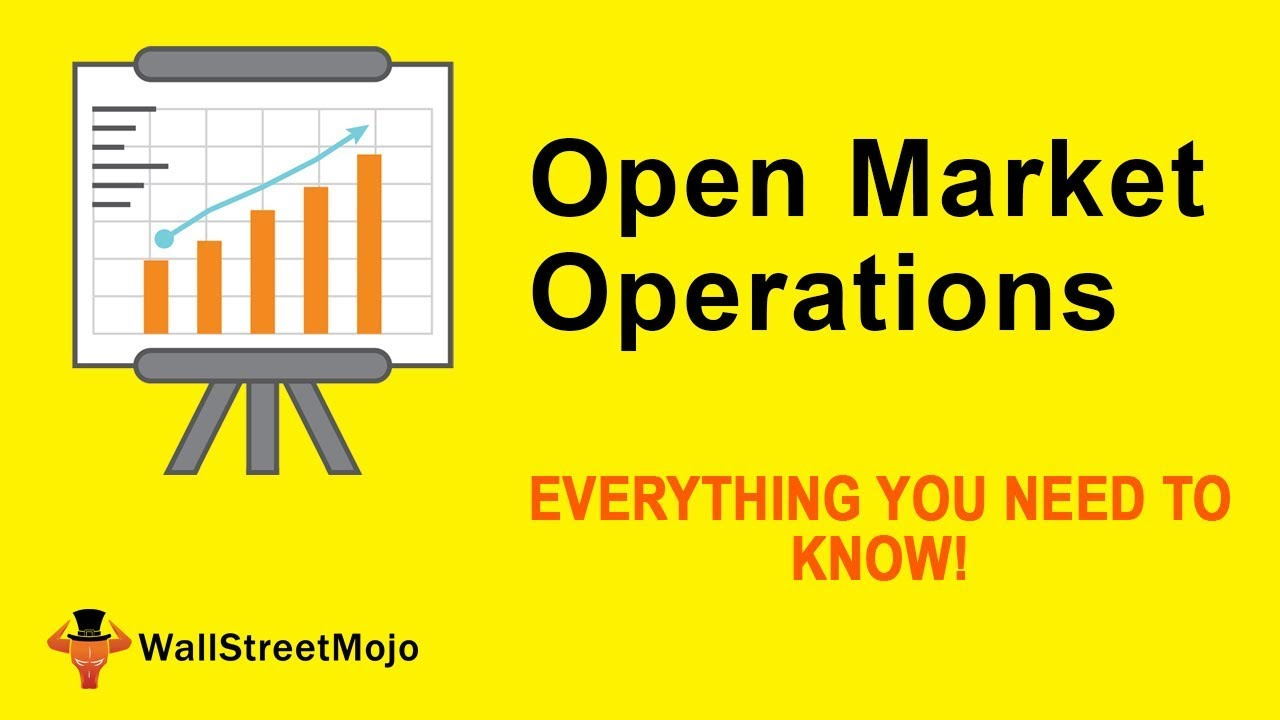 Open Market
Operations
EVERYTHING YOU NEED TO
KNOW!
WallStreetMojo